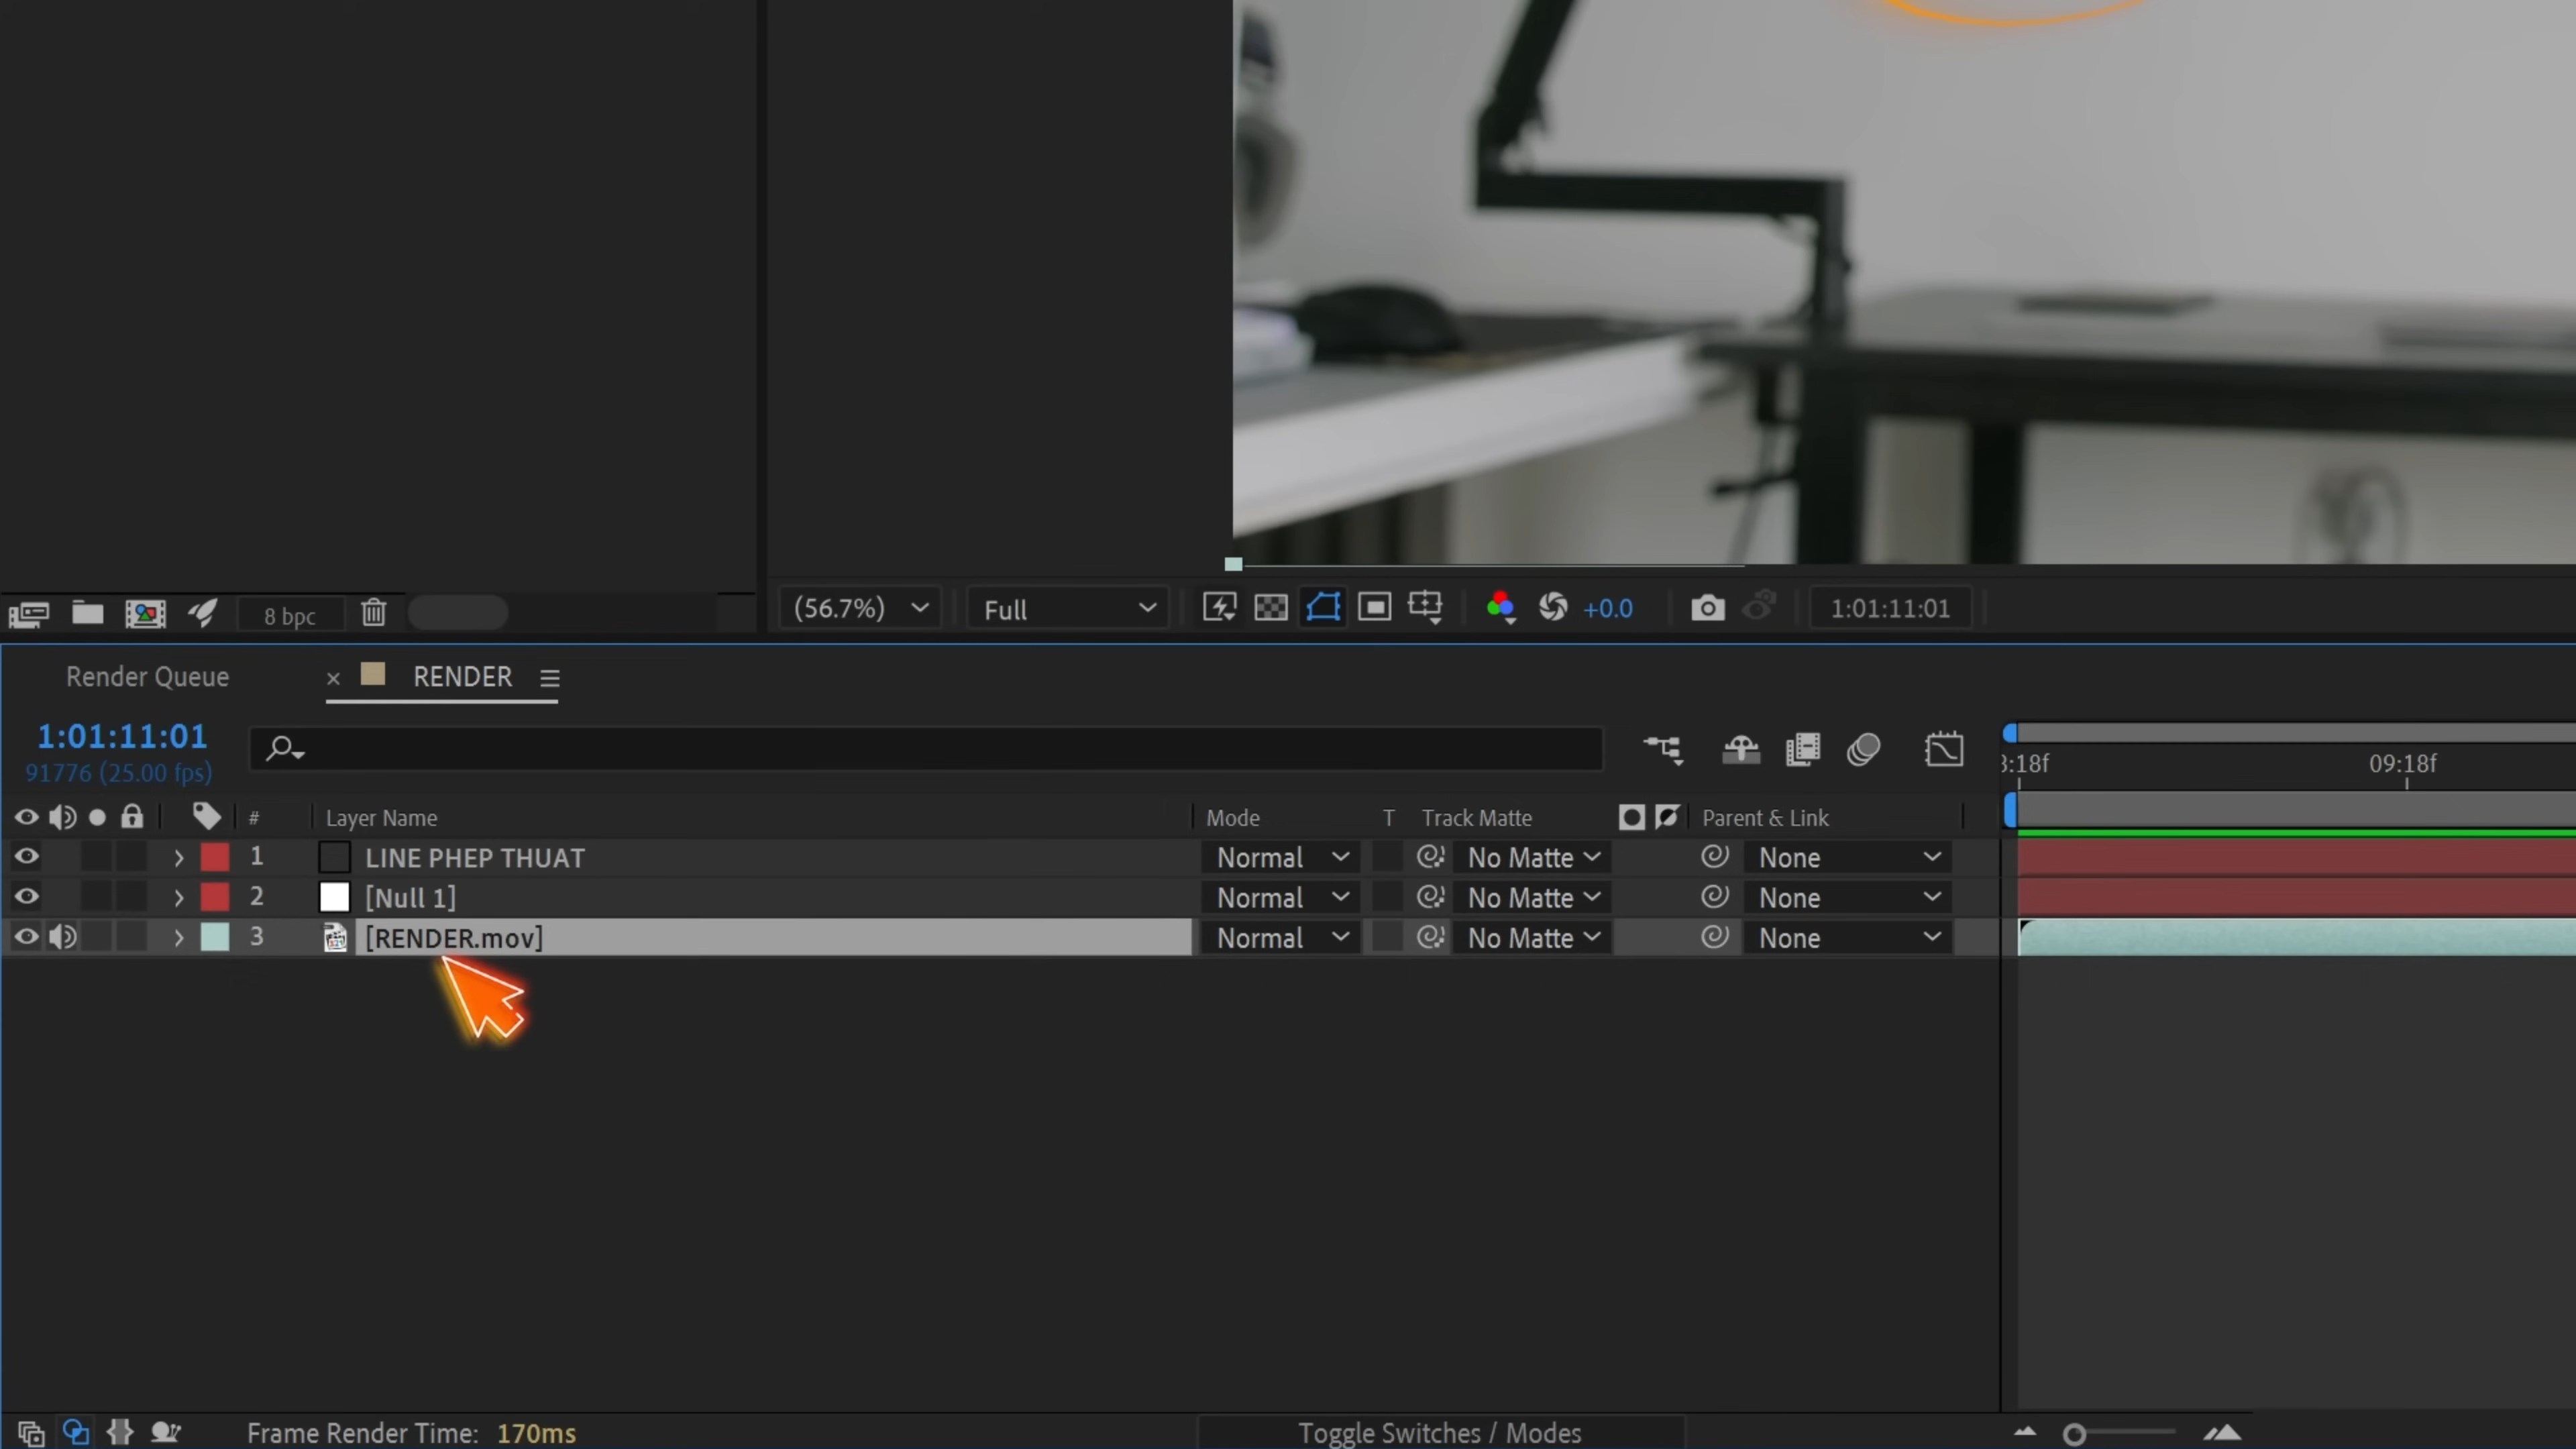 8 bpc
(56.7%)
Full
+0.0
1:01:11:01
Render Queue
RENDER
1:01:11:01
91776 (25.00 fps)
3:18f
09:18f
#
Layer Name
Mode
T
Track Matte
Parent & Link
1
LINE PHEP THUAT
Normal
No Matte
None
2
[Null 1]
Normal
No Matte
None
3
[RENDER.mov]
Normal
No Matte
None
Frame Render Time: 170ms
Toggle Switches / Modes